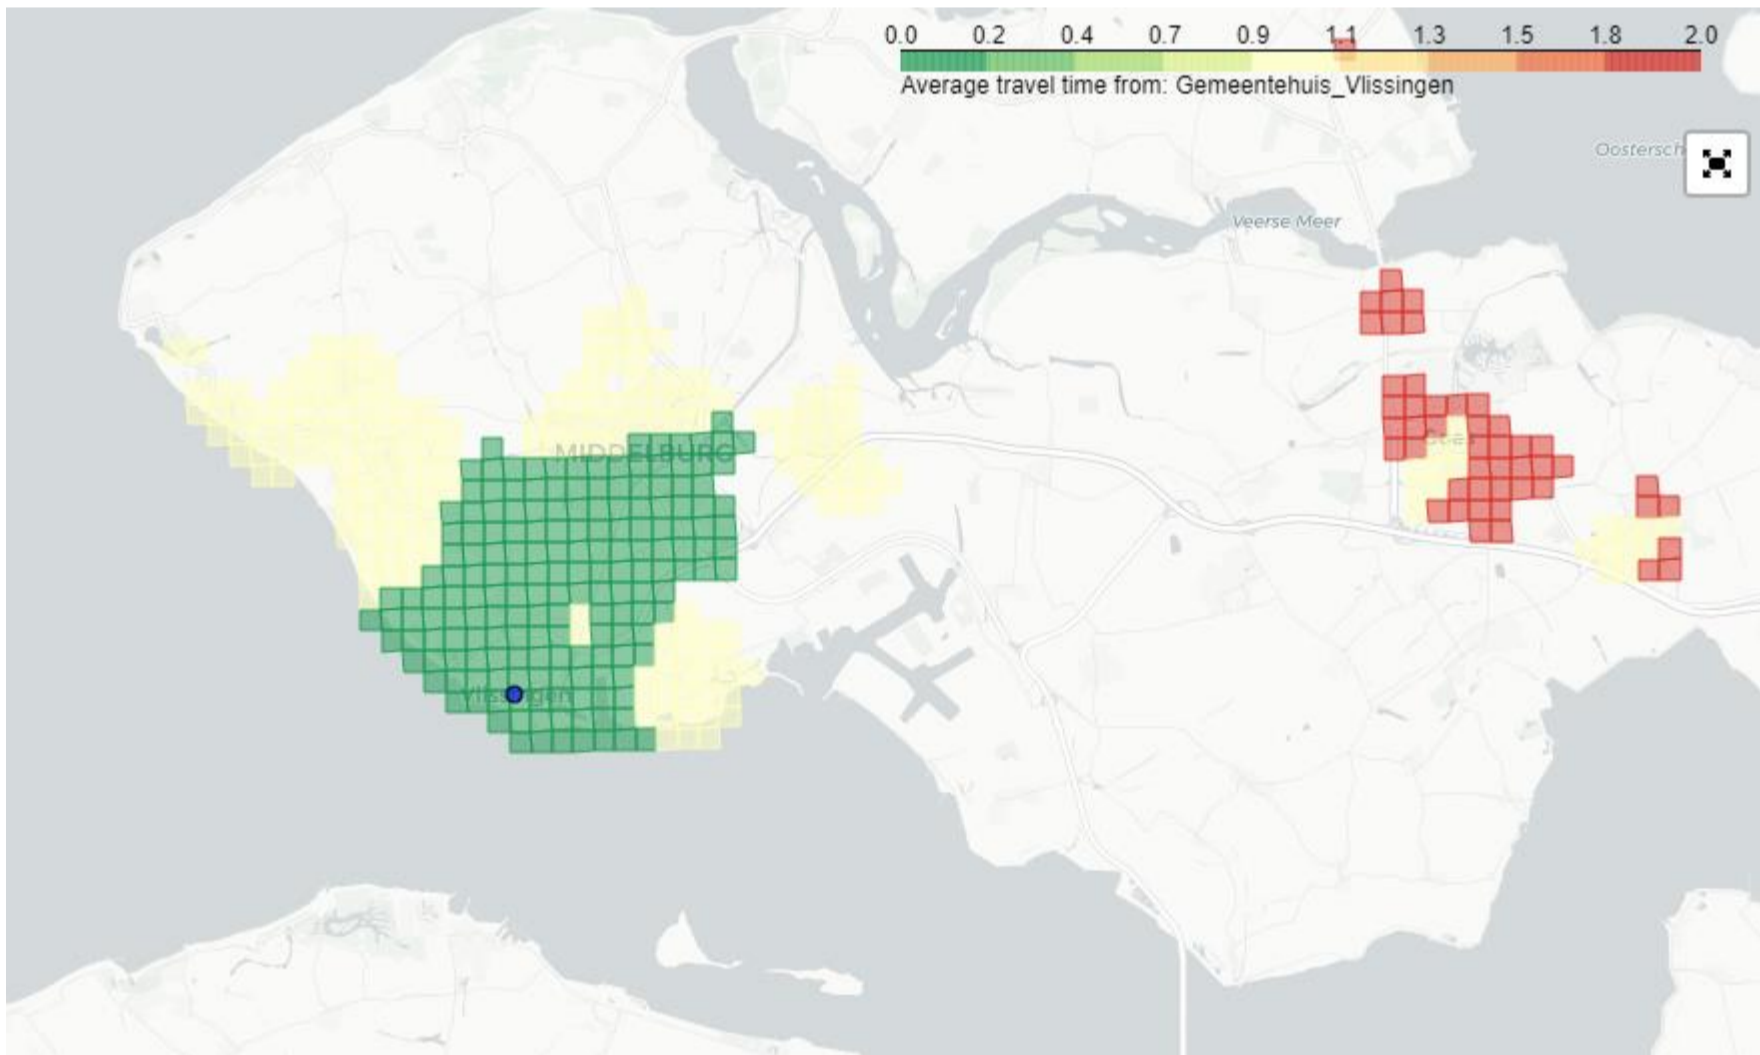 0.0 0.2 0.4 0.7 0.9 1.1 1.3 1.5 1.8 2.0
Average travel time from: Gemeentehuis_Vlissingen
Oostersch
Veerse Meer
Goes
MIDDELBURG
Vlissingen